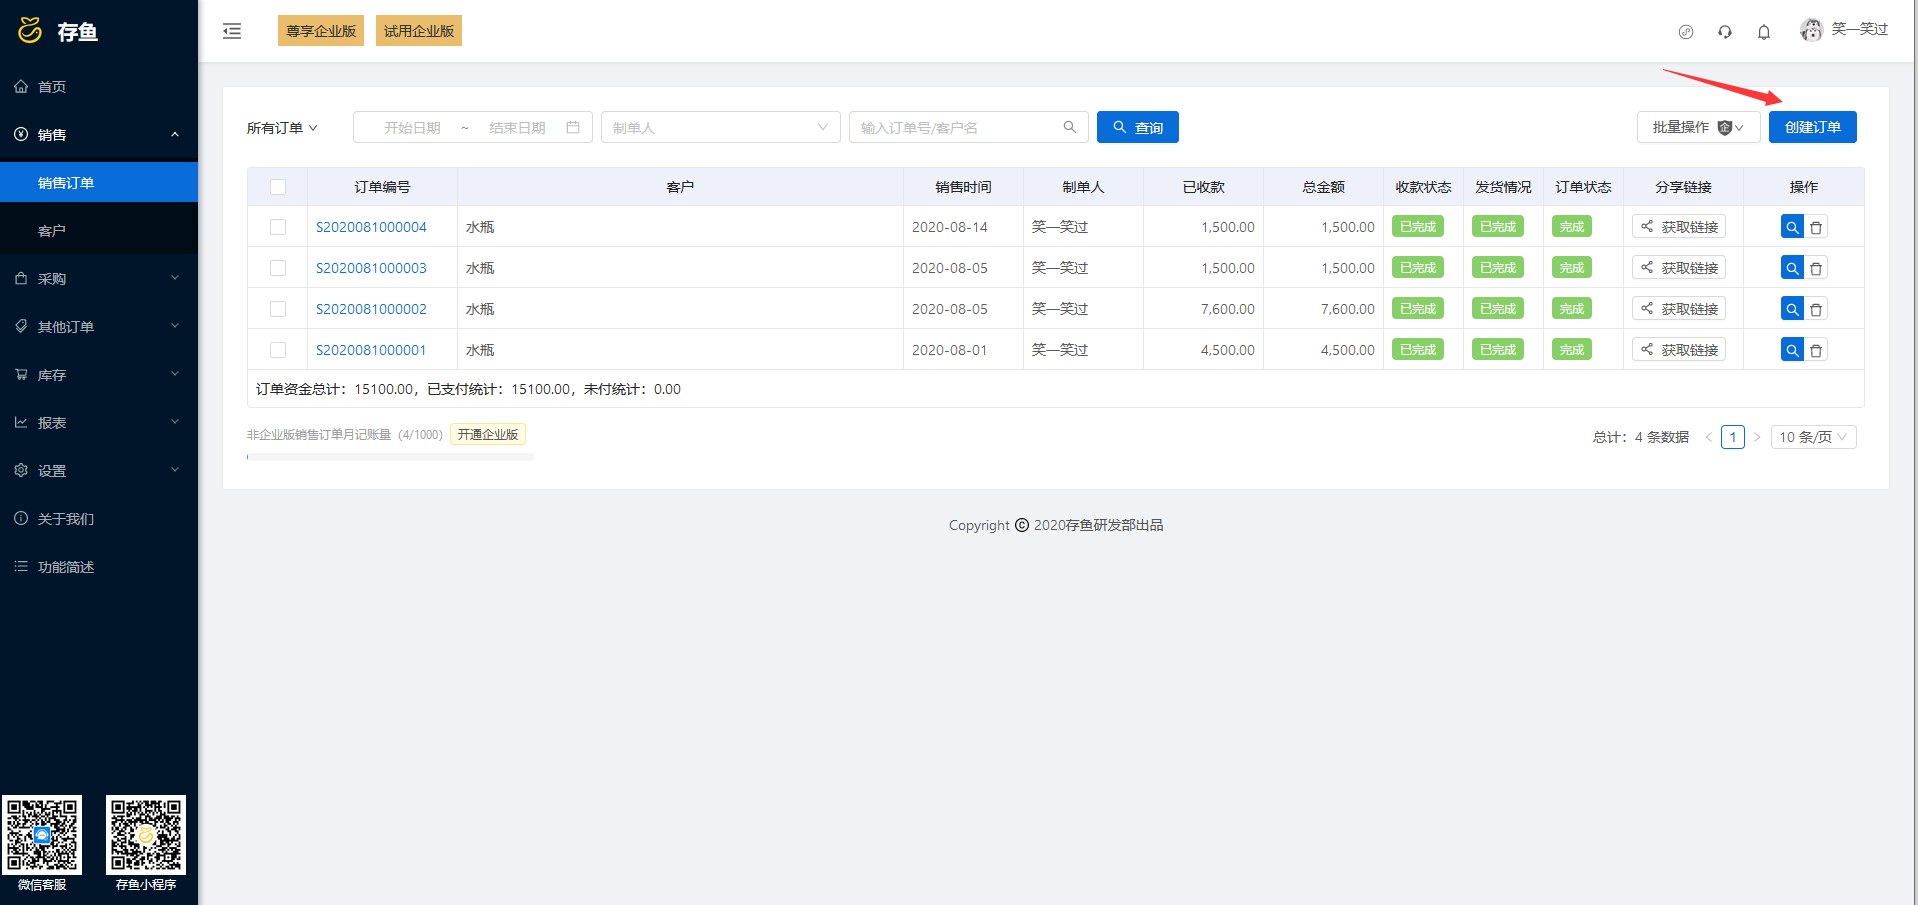 存鱼
尊享企业版 试用企业版
笑一笑过
首页
销售
销售订单
客户
采购
其他订单
库存
报表
设置
关于我们
功能简述
微信客服 存鱼小程序
所有订单 开始日期 ~ 结束日期 制单人 输入订单号/客户名 查询 批量操作 企 创建订单
订单编号 客户 销售时间 制单人 已收款 总金额 收款状态 发货情况 订单状态 分享链接 操作
S2020081000004 水瓶 2020-08-14 笑一笑过 1,500.00 1,500.00 已完成 已完成 完成 获取链接
S2020081000003 水瓶 2020-08-05 笑一笑过 1,500.00 1,500.00 已完成 已完成 完成 获取链接
S2020081000002 水瓶 2020-08-05 笑一笑过 7,600.00 7,600.00 已完成 已完成 完成 获取链接
S2020081000001 水瓶 2020-08-01 笑一笑过 4,500.00 4,500.00 已完成 已完成 完成 获取链接
订单资金总计：15100.00，已支付统计：15100.00，未付统计：0.00
非企业版销售订单月记账量（4/1000） 开通企业版
总计：4 条数据 < 1 > 10 条/页
Copyright © 2020存鱼研发部出品